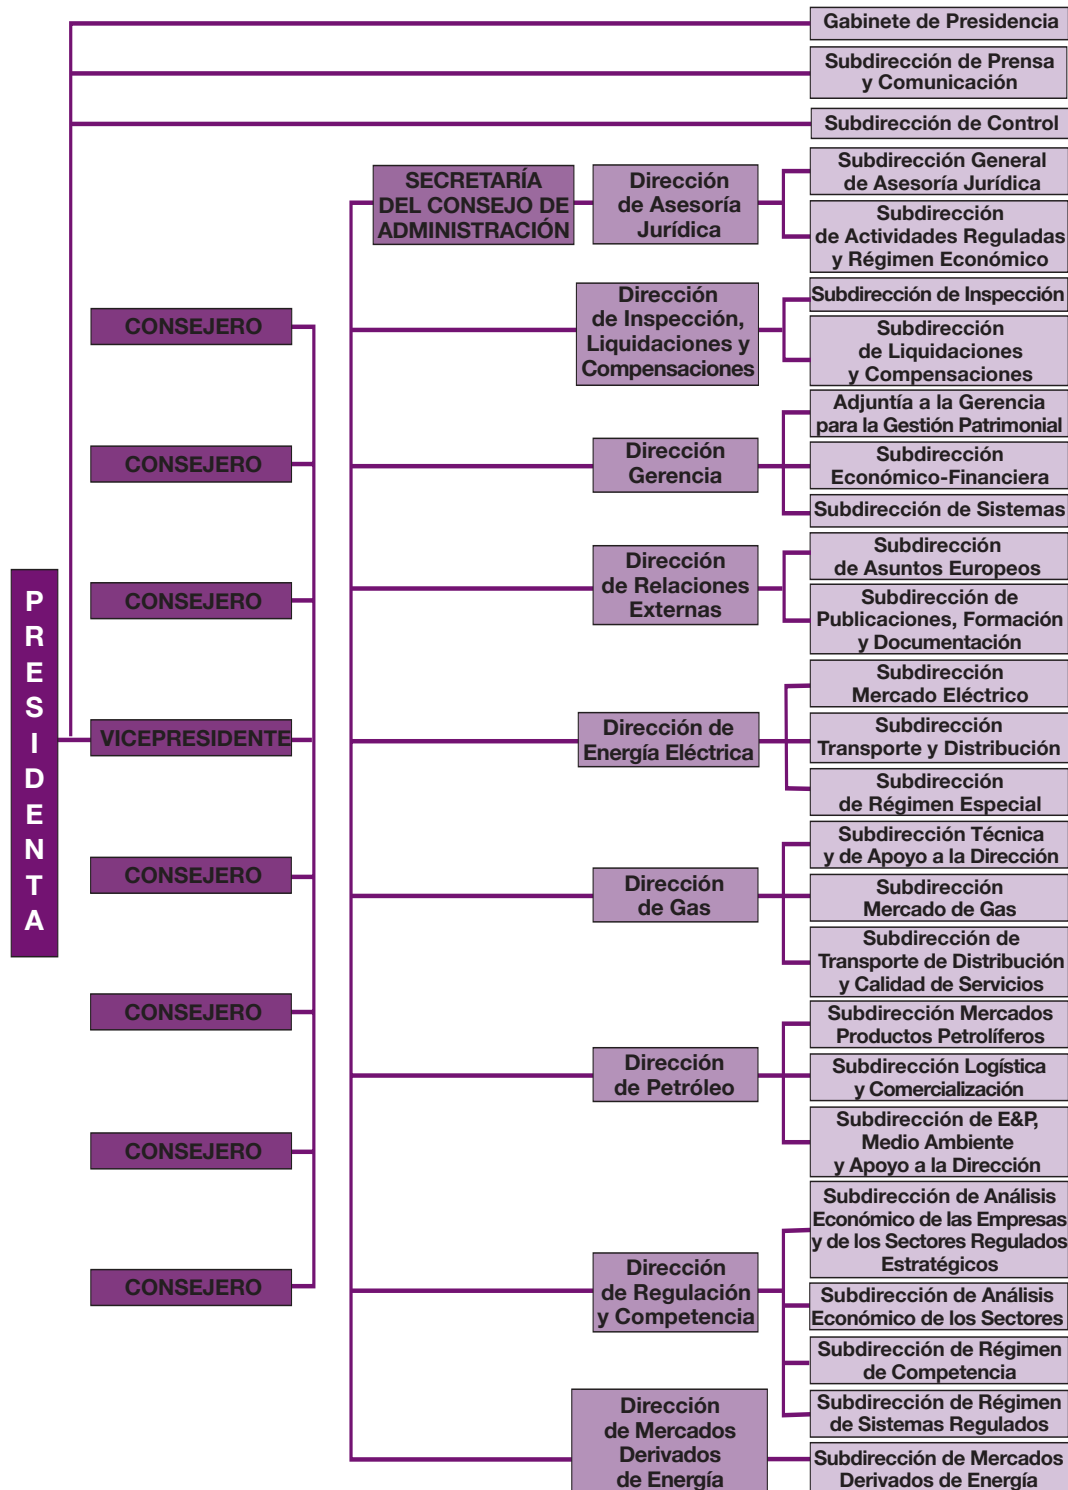 Gabinete de Presidencia
Subdirección de Prensa
y Comunicación
Subdirección de Control
SECRETARÍA
DEL CONSEJO DE
ADMINISTRACIÓN
Dirección
de Asesoría
Jurídica
Subdirección General
de Asesoría Jurídica
Subdirección
de Actividades Reguladas
y Régimen Económico
Dirección
de Inspección,
Liquidaciones y
Compensaciones
Subdirección de Inspección
Subdirección
de Liquidaciones
y Compensaciones
CONSEJERO
CONSEJERO
CONSEJERO
VICEPRESIDENTE
CONSEJERO
CONSEJERO
CONSEJERO
CONSEJERO
PRESIDENTA
Dirección
Gerencia
Adjuntía a la Gerencia
para la Gestión Patrimonial
Subdirección
Económico-Financiera
Subdirección de Sistemas
Dirección
de Relaciones
Externas
Subdirección
de Asuntos Europeos
Subdirección de
Publicaciones, Formación
y Documentación
Dirección de
Energía Eléctrica
Subdirección
Mercado Eléctrico
Subdirección
Transporte y Distribución
Subdirección
de Régimen Especial
Dirección
de Gas
Subdirección Técnica
y de Apoyo a la Dirección
Subdirección
Mercado de Gas
Subdirección de
Transporte de Distribución
y Calidad de Servicios
Dirección
de Petróleo
Subdirección Mercados
Productos Petrolíferos
Subdirección Logística
y Comercialización
Subdirección de E&P,
Medio Ambiente
y Apoyo a la Dirección
Dirección
de Regulación
y Competencia
Subdirección de Análisis
Económico de las Empresas
y de los Sectores Regulados
Estratégicos
Subdirección de Análisis
Económico de los Sectores
Subdirección de Régimen
de Competencia
Subdirección de Régimen
de Sistemas Regulados
Dirección
de Mercados
Derivados
de Energía
Subdirección de Mercados
Derivados de Energía